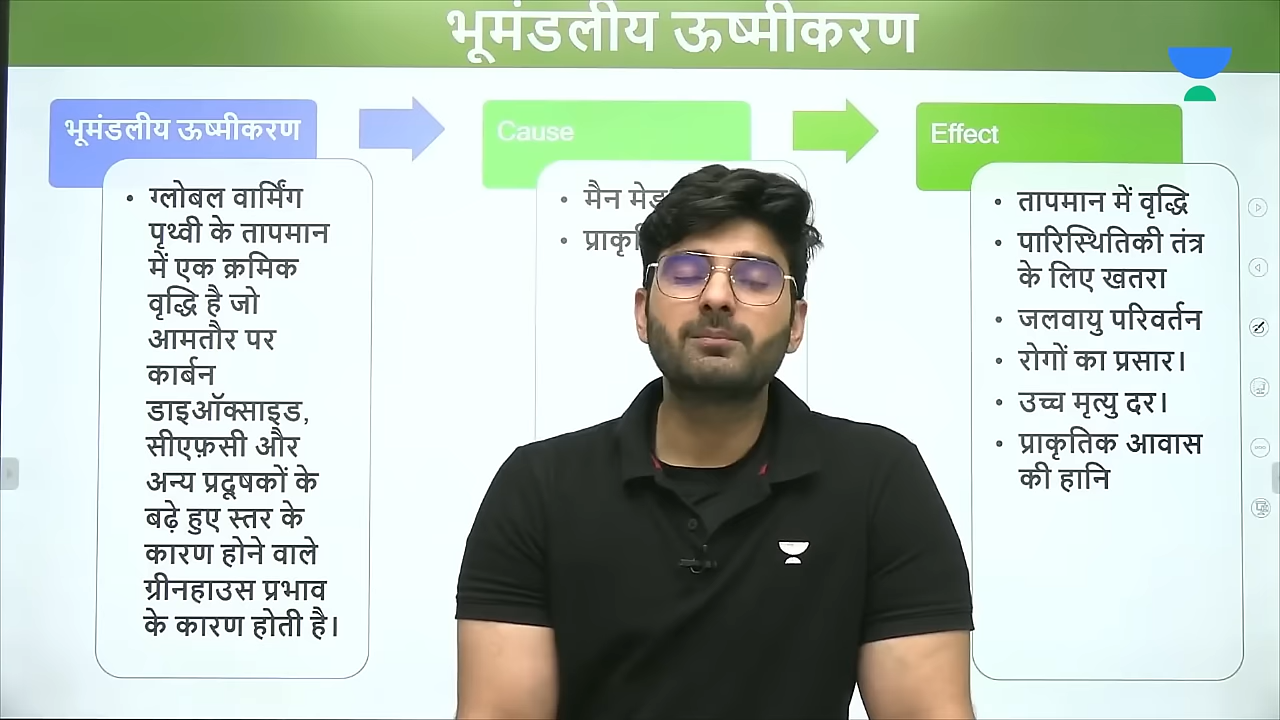 भूमंडलीय ऊष्मीकरण
भूमंडलीय ऊष्मीकरण
• ग्लोबल वार्मिंग
पृथ्वी के तापमान
में एक क्रमिक
वृद्धि है जो
आमतौर पर
कार्बन
डाइऑक्साइड,
सीएफ़सी और
अन्य प्रदूषकों के
बढ़े हुए स्तर के
कारण होने वाले
ग्रीनहाउस प्रभाव
के कारण होती है।
Cause
• मैन
Effect
• तापमान में वृद्धि
• पारिस्थितिकी तंत्र
के लिए खतरा
• जलवायु परिवर्तन
• रोगों का प्रसार।
• उच्च मृत्यु दर।
• प्राकृतिक आवास
की हानि